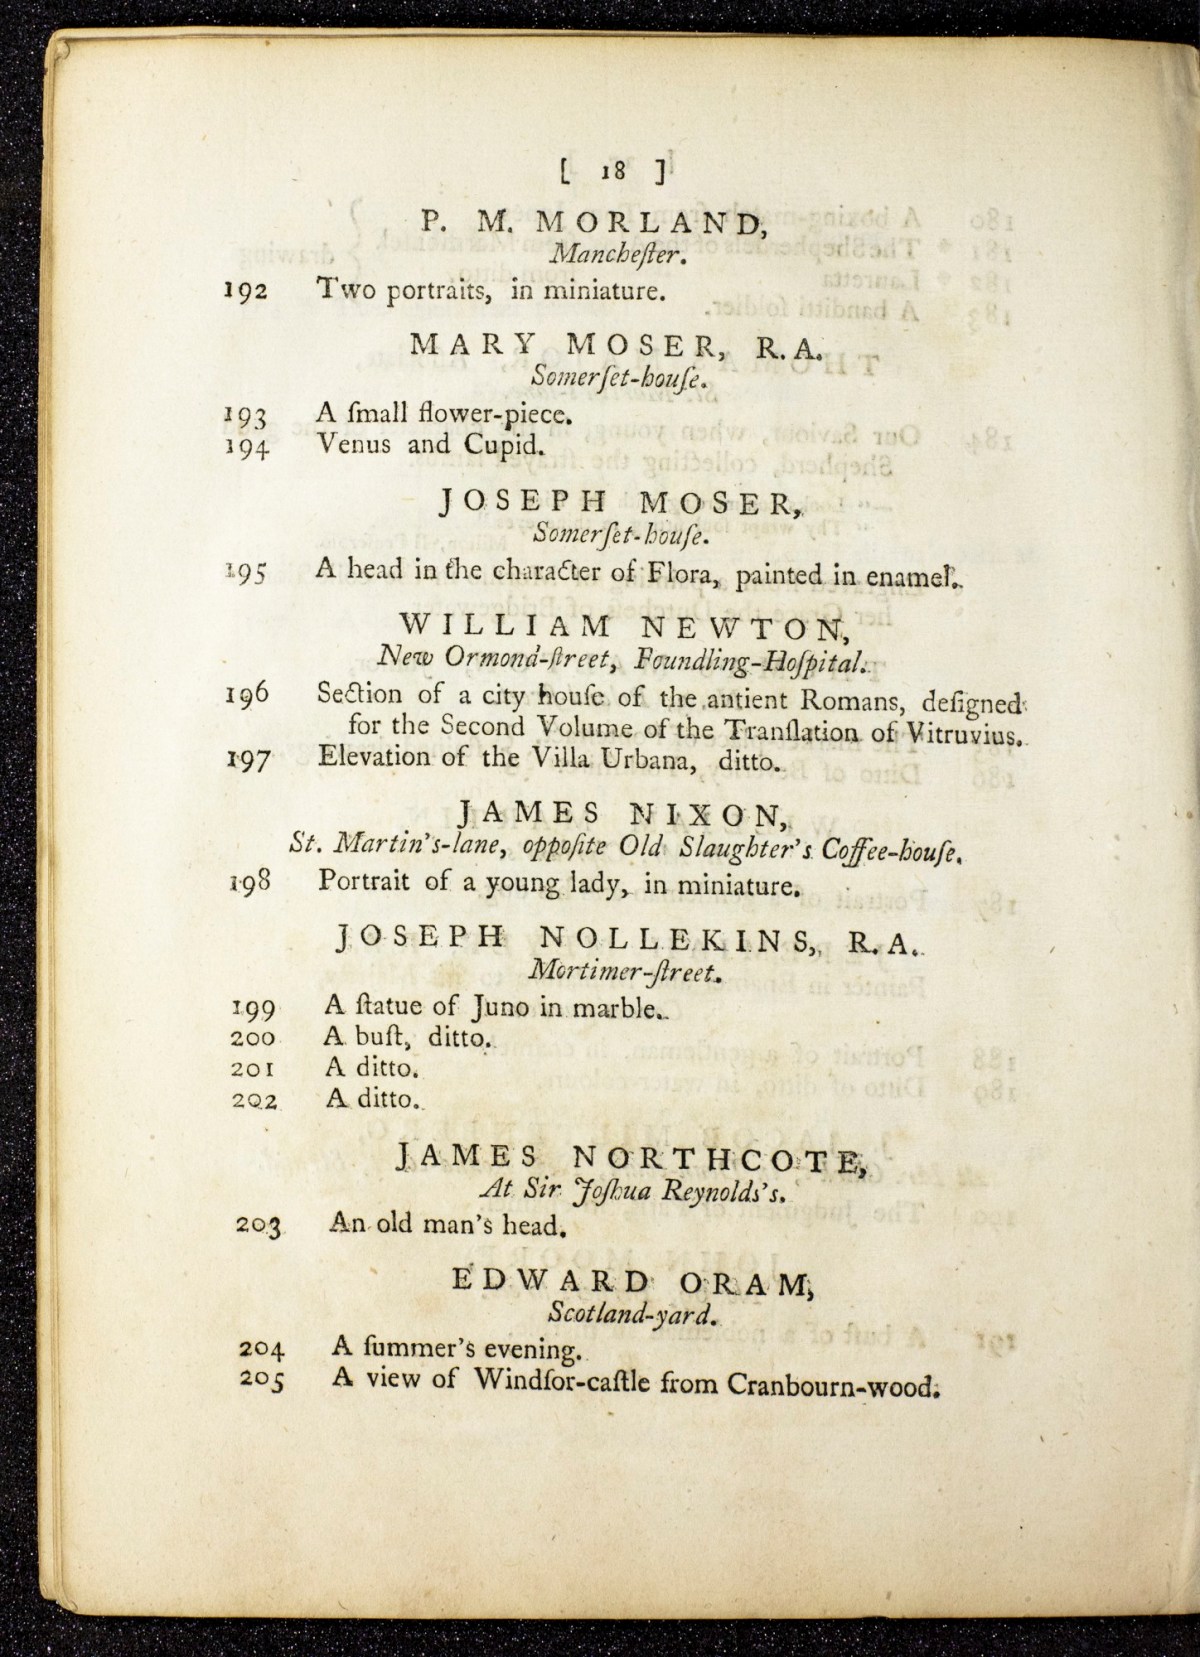 [ 18 ]
P. M. MORLAND,
Mancheſter.
192 Two portraits, in miniature.
MARY MOSER, R. A.
Somerſet-houſe.
193 A ſmall flower-piece.
194 Venus and Cupid.
JOSEPH MOSER,
Somerſet-houſe.
195 A head in the character of Flora, painted in enamel.
WILLIAM NEWTON,
New Ormond-ſtreet, Foundling-Hoſpital.
196 Section of a city houſe of the antient Romans, deſigned
for the Second Volume of the Tranſlation of Vitruvius.
197 Elevation of the Villa Urbana, ditto.
JAMES NIXON,
St. Martin's-lane, oppoſite Old Slaughter's Coffee-houſe.
198 Portrait of a young lady, in miniature.
JOSEPH NOLLEKINS, R. A.
Mortimer-ſtreet.
199 A ſtatue of Juno in marble.
200 A buſt, ditto.
201 A ditto.
202 A ditto.
JAMES NORTHCOTE,
At Sir Joſhua Reynolds's.
203 An old man's head.
EDWARD ORAM,
Scotland-yard.
204 A ſummer's evening.
205 A view of Windſor-caſtle from Cranbourn-wood.